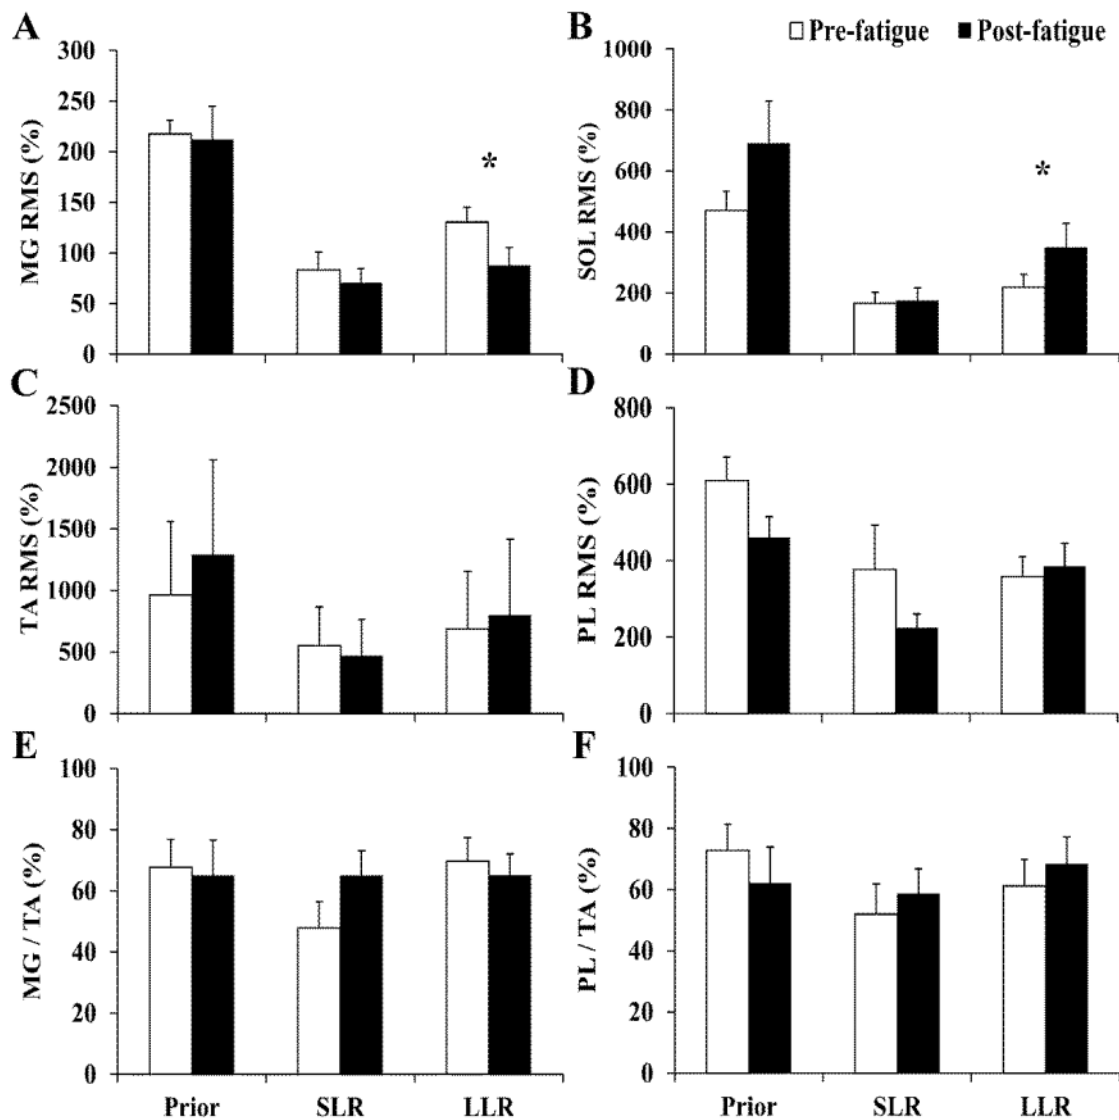 A
MG RMS (%)
300
250
200
150
100
50
0
*
B
Pre-fatigue Post-fatigue
SOL RMS (%)
1000
800
600
400
200
0
*
C
TA RMS (%)
2500
2000
1500
1000
500
0
D
PL RMS (%)
800
600
400
200
0
E
MG / TA (%)
100
80
60
40
20
0
Prior SLR LLR
F
PL / TA (%)
100
80
60
40
20
0
Prior SLR LLR